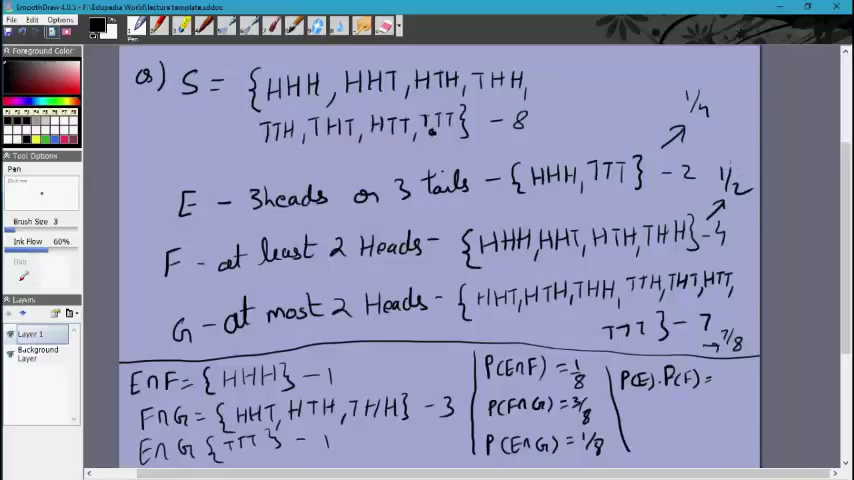 SmoothDraw 4.0.5 - F:\Edupedia World\lecture template.sddoc
File Edit Options
Pen
Foreground Color
Tool Options
Pen
Brush Size 3
Ink Flow 60%
Layers
Layer 1
Background Layer
Q) S = {HHH, HHT, HTH, THH,
TTH, THT, HTT, TTT} - 8
1/4
E - 3 heads or 3 tails - {HHH, TTT} - 2
1/2
F - at least 2 Heads - {HHH, HHT, HTH, THH} - 4
G - at most 2 Heads - {HHT, HTH, THH, TTH, THT, HTT,
TTT} - 7
→ 7/8
E∩F = {HHH} - 1
F∩G = {HHT, HTH, THH} - 3
E∩G {TTT} - 1
P(E∩F) = 1/8
P(F∩G) = 3/8
P(E∩G) = 1/8
P(E).P(F) =